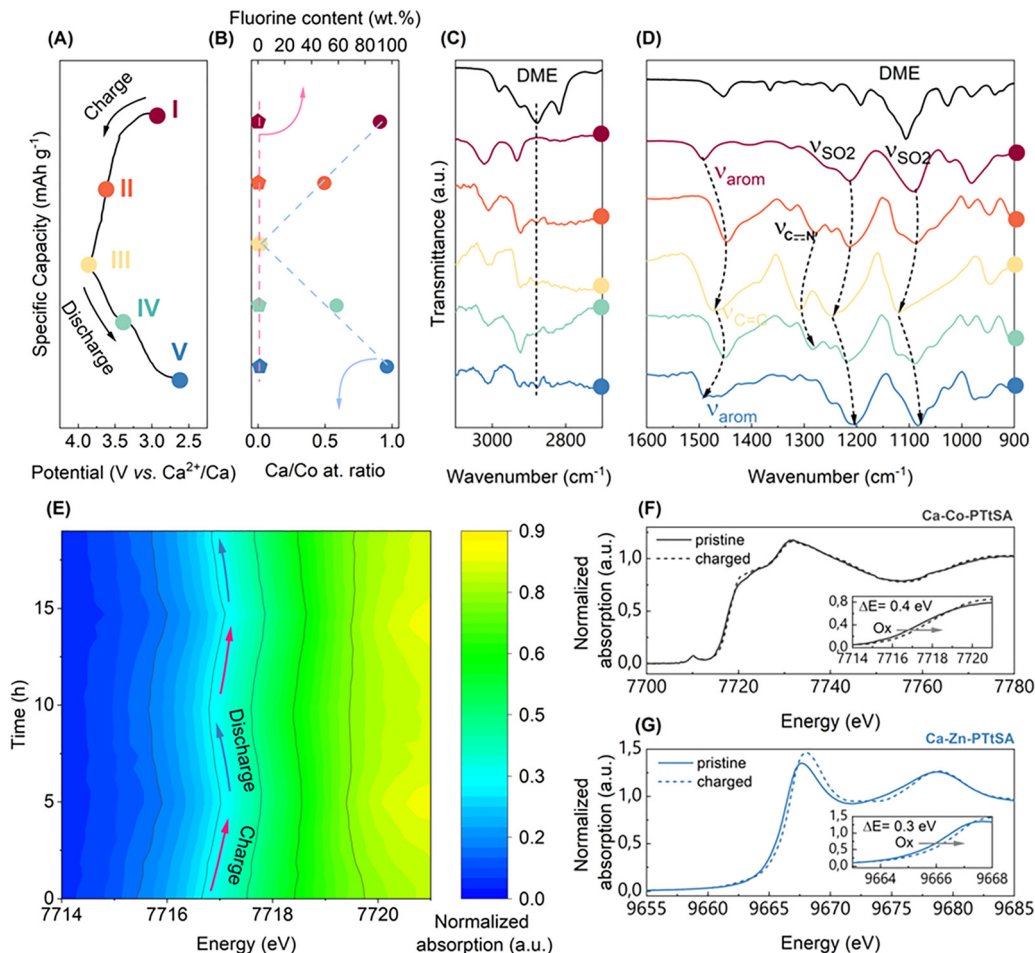 Fluorine content (wt.%)
(A)
(B)
0 20 40 60 80 100
(C)
(D)
Specific Capacity (mAh g⁻¹)
Charge
I
II
III
IV
V
Discharge
4.0 3.5 3.0 2.5
Potential (V vs. Ca²⁺/Ca)
0.0 0.5 1.0
Ca/Co at. ratio
Transmittance (a.u.)
DME
3000 2800
Wavenumber (cm⁻¹)
DME
νSO2
νSO2
νarom
νC=N
νC=C
νarom
1600 1500 1400 1300 1200 1100 1000 900
Wavenumber (cm⁻¹)
(E)
Time (h)
15
10
5
0
Discharge
Charge
7714 7716 7718 7720
Energy (eV)
0.9
0.8
0.6
0.5
0.3
0.2
0.0
Normalized
absorption (a.u.)
(F)
Ca-Co-PTtSA
Normalized
absorption (a.u.)
1,0
0,5
0,0
pristine
charged
0,8
0,4
0,0
ΔE= 0.4 eV
Ox
7714 7716 7718 7720
7700 7720 7740 7760 7780
Energy (eV)
(G)
Ca-Zn-PTtSA
Normalized
absorption (a.u.)
1,5
1,0
0,5
0,0
pristine
charged
1,5
1,0
0,5
0,0
ΔE= 0.3 eV
Ox
9664 9666 9668
9655 9660 9665 9670 9675 9680 9685
Energy (eV)